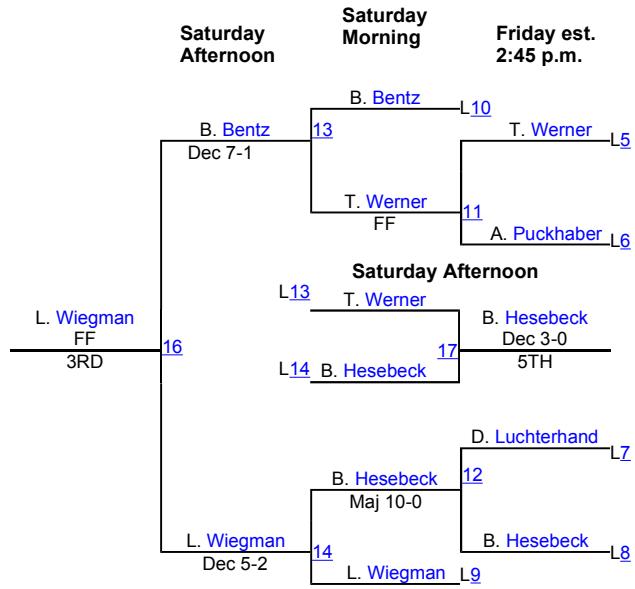 Saturday
Afternoon
Saturday
Morning
Friday est.
2:45 p.m.
B. Bentz
L10
B. Bentz
13
Dec 7-1
T. Werner
L5
T. Werner
11
FF
A. Puckhaber
L6
Saturday Afternoon
L13
T. Werner
L. Wiegman
FF
16
3RD
B. Hesebeck
Dec 3-0
17
5TH
L14 B. Hesebeck
D. Luchterhand
L7
B. Hesebeck
12
Maj 10-0
L. Wiegman
14
Dec 5-2
B. Hesebeck
L8
L. Wiegman L9